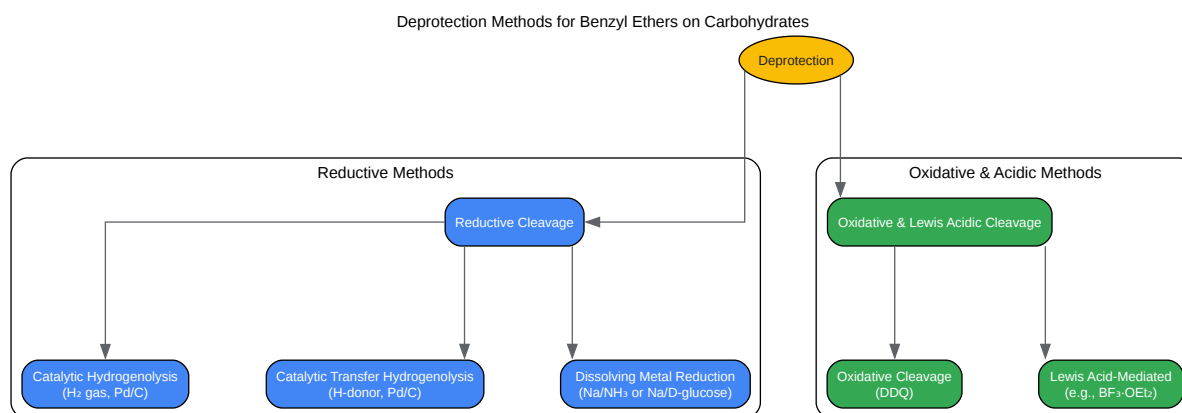 Deprotection Methods for Benzyl Ethers on Carbohydrates
Deprotection
Reductive Methods
Oxidative & Acidic Methods
Reductive Cleavage
Oxidative & Lewis Acidic Cleavage
Catalytic Hydrogenolysis
(H₂ gas, Pd/C)
Catalytic Transfer Hydrogenolysis
(H-donor, Pd/C)
Dissolving Metal Reduction
(Na/NH₃ or Na/D-glucose)
Oxidative Cleavage
(DDQ)
Lewis Acid-Mediated
(e.g., BF₃·OEt₂)